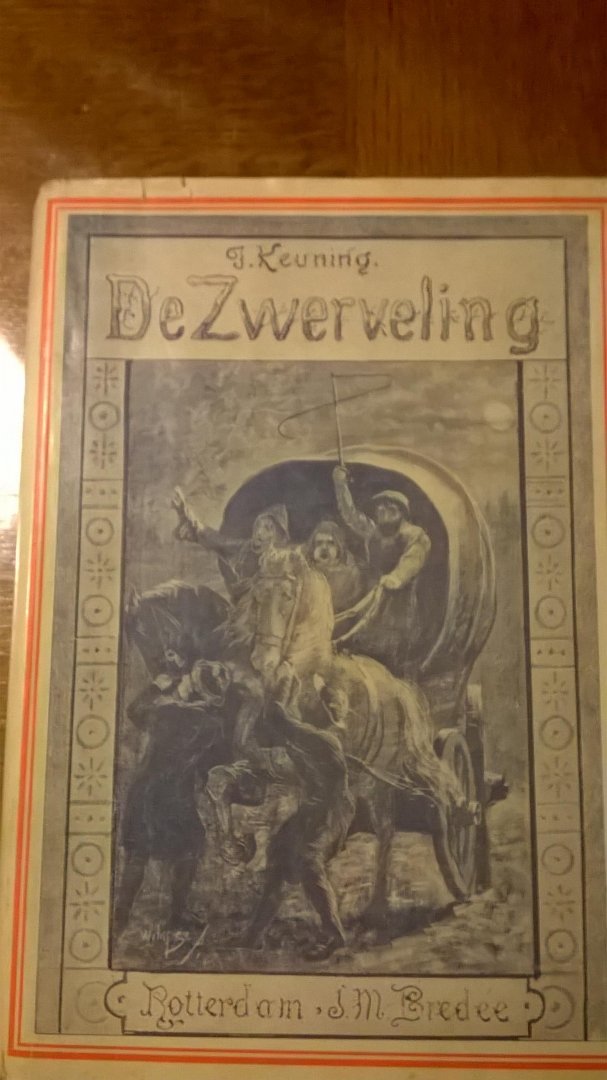 J. Keuning.
De Zwerveling
Rotterdam . J. M. Bredée